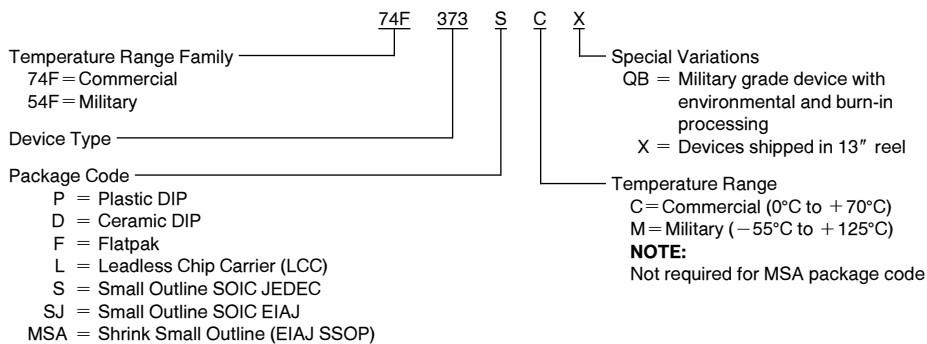 74F 373 S C X
Temperature Range Family
74F=Commercial
54F=Military
Device Type
Package Code
P = Plastic DIP
D = Ceramic DIP
F = Flatpak
L = Leadless Chip Carrier (LCC)
S = Small Outline SOIC JEDEC
SJ = Small Outline SOIC EIAJ
MSA = Shrink Small Outline (EIAJ SSOP)
Special Variations
QB = Military grade device with
environmental and burn-in
processing
X = Devices shipped in 13″ reel
Temperature Range
C=Commercial (0°C to +70°C)
M=Military (−55°C to +125°C)
NOTE:
Not required for MSA package code